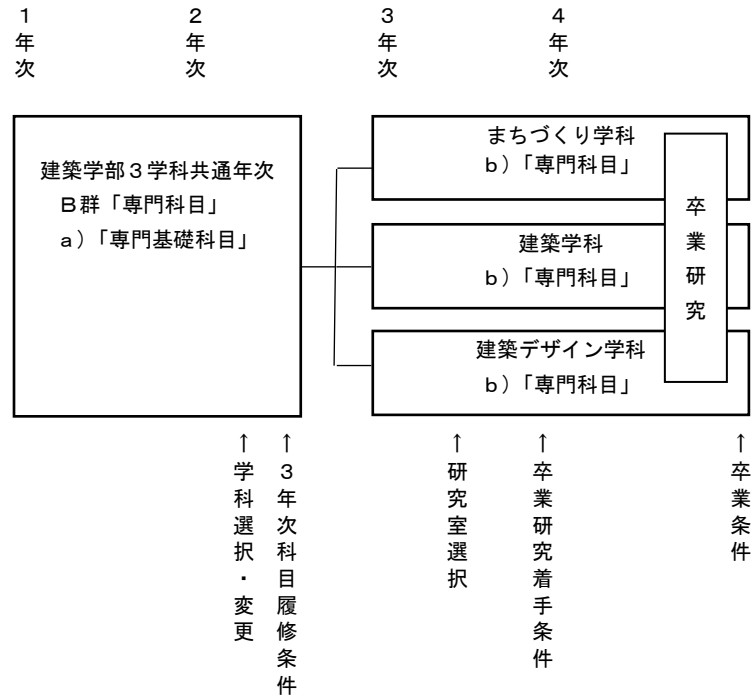 1年次
2年次
3年次
4年次
建築学部3学科共通年次
B群「専門科目」
a)「専門基礎科目」
まちづくり学科
b)「専門科目」
建築学科
b)「専門科目」
建築デザイン学科
b)「専門科目」
卒業研究
↑学科選択・変更
↑3年次科目履修条件
↑研究室選択
↑卒業研究着手条件
↑卒業条件